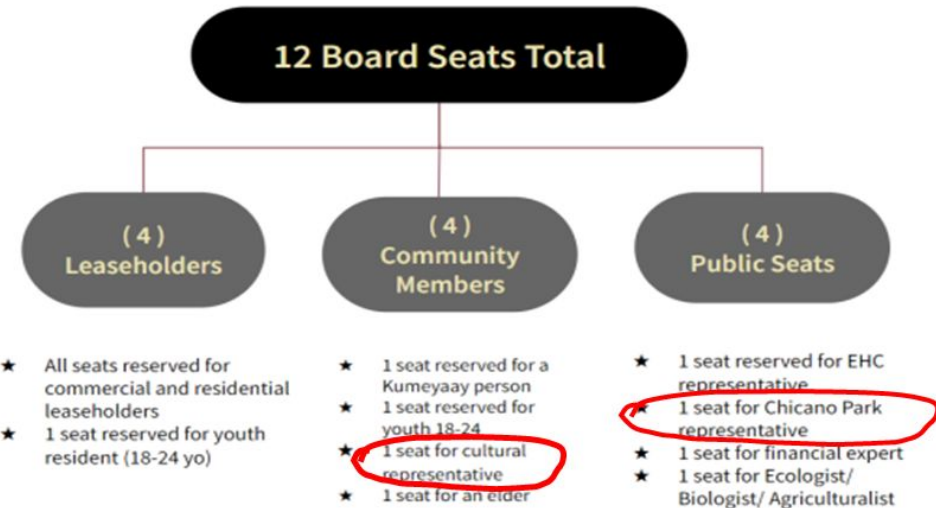 12 Board Seats Total
( 4 )
Leaseholders
( 4 )
Community
Members
( 4 )
Public Seats
★ All seats reserved for
commercial and residential
leaseholders
★ 1 seat reserved for youth
resident (18-24 yo)
★ 1 seat reserved for a
Kumeyaay person
★ 1 seat reserved for
youth 18-24
★ 1 seat for cultural
representative
★ 1 seat for an elder
★ 1 seat reserved for EHC
representative
★ 1 seat for Chicano Park
representative
★ 1 seat for financial expert
★ 1 seat for Ecologist/
Biologist/ Agriculturalist